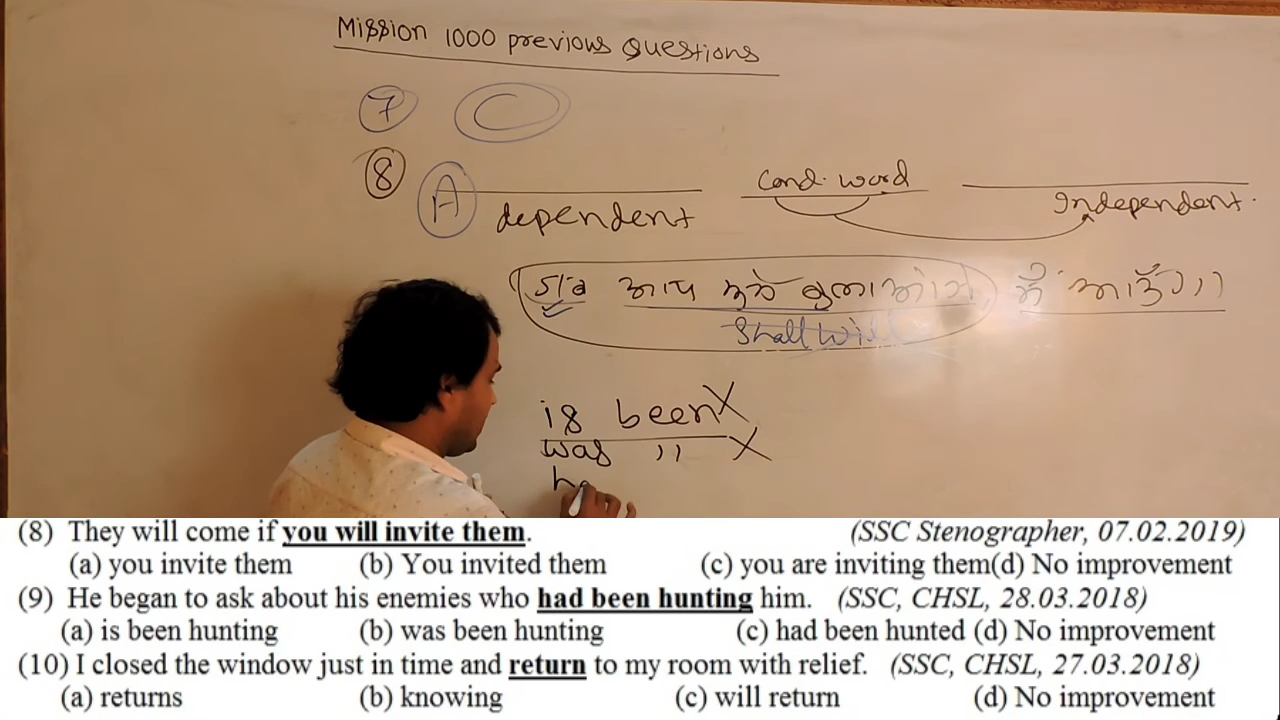 Mission 1000 previous Questions
7 C
8 A dependent Cond. word Independent.
Shall will
is been X
was ,, X
(8) They will come if you will invite them. (SSC Stenographer, 07.02.2019)
(a) you invite them (b) You invited them (c) you are inviting them(d) No improvement
(9) He began to ask about his enemies who had been hunting him. (SSC, CHSL, 28.03.2018)
(a) is been hunting (b) was been hunting (c) had been hunted (d) No improvement
(10) I closed the window just in time and return to my room with relief. (SSC, CHSL, 27.03.2018)
(a) returns (b) knowing (c) will return (d) No improvement